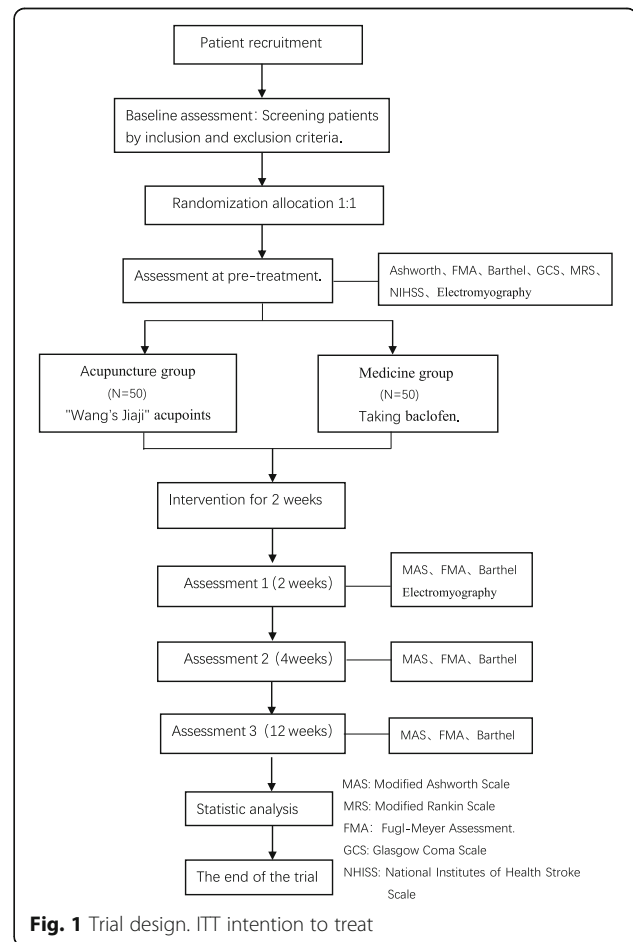 Patient recruitment
Baseline assessment: Screening patients
by inclusion and exclusion criteria.
Randomization allocation 1:1
Assessment at pre-treatment.
Ashworth、FMA、Barthel、GCS、MRS、
NIHSS、Electromyography
Acupuncture group
(N=50)
"Wang's Jiaji" acupoints
Medicine group
(N=50)
Taking baclofen.
Intervention for 2 weeks
Assessment 1 (2 weeks)
MAS、FMA、Barthel
Electromyography
Assessment 2 (4weeks)
MAS、FMA、Barthel
Assessment 3 (12 weeks)
MAS、FMA、Barthel
Statistic analysis
The end of the trial
MAS: Modified Ashworth Scale
MRS: Modified Rankin Scale
FMA: Fugl-Meyer Assessment.
GCS: Glasgow Coma Scale
NHISS: National Institutes of Health Stroke
Scale
Fig. 1 Trial design. ITT intention to treat